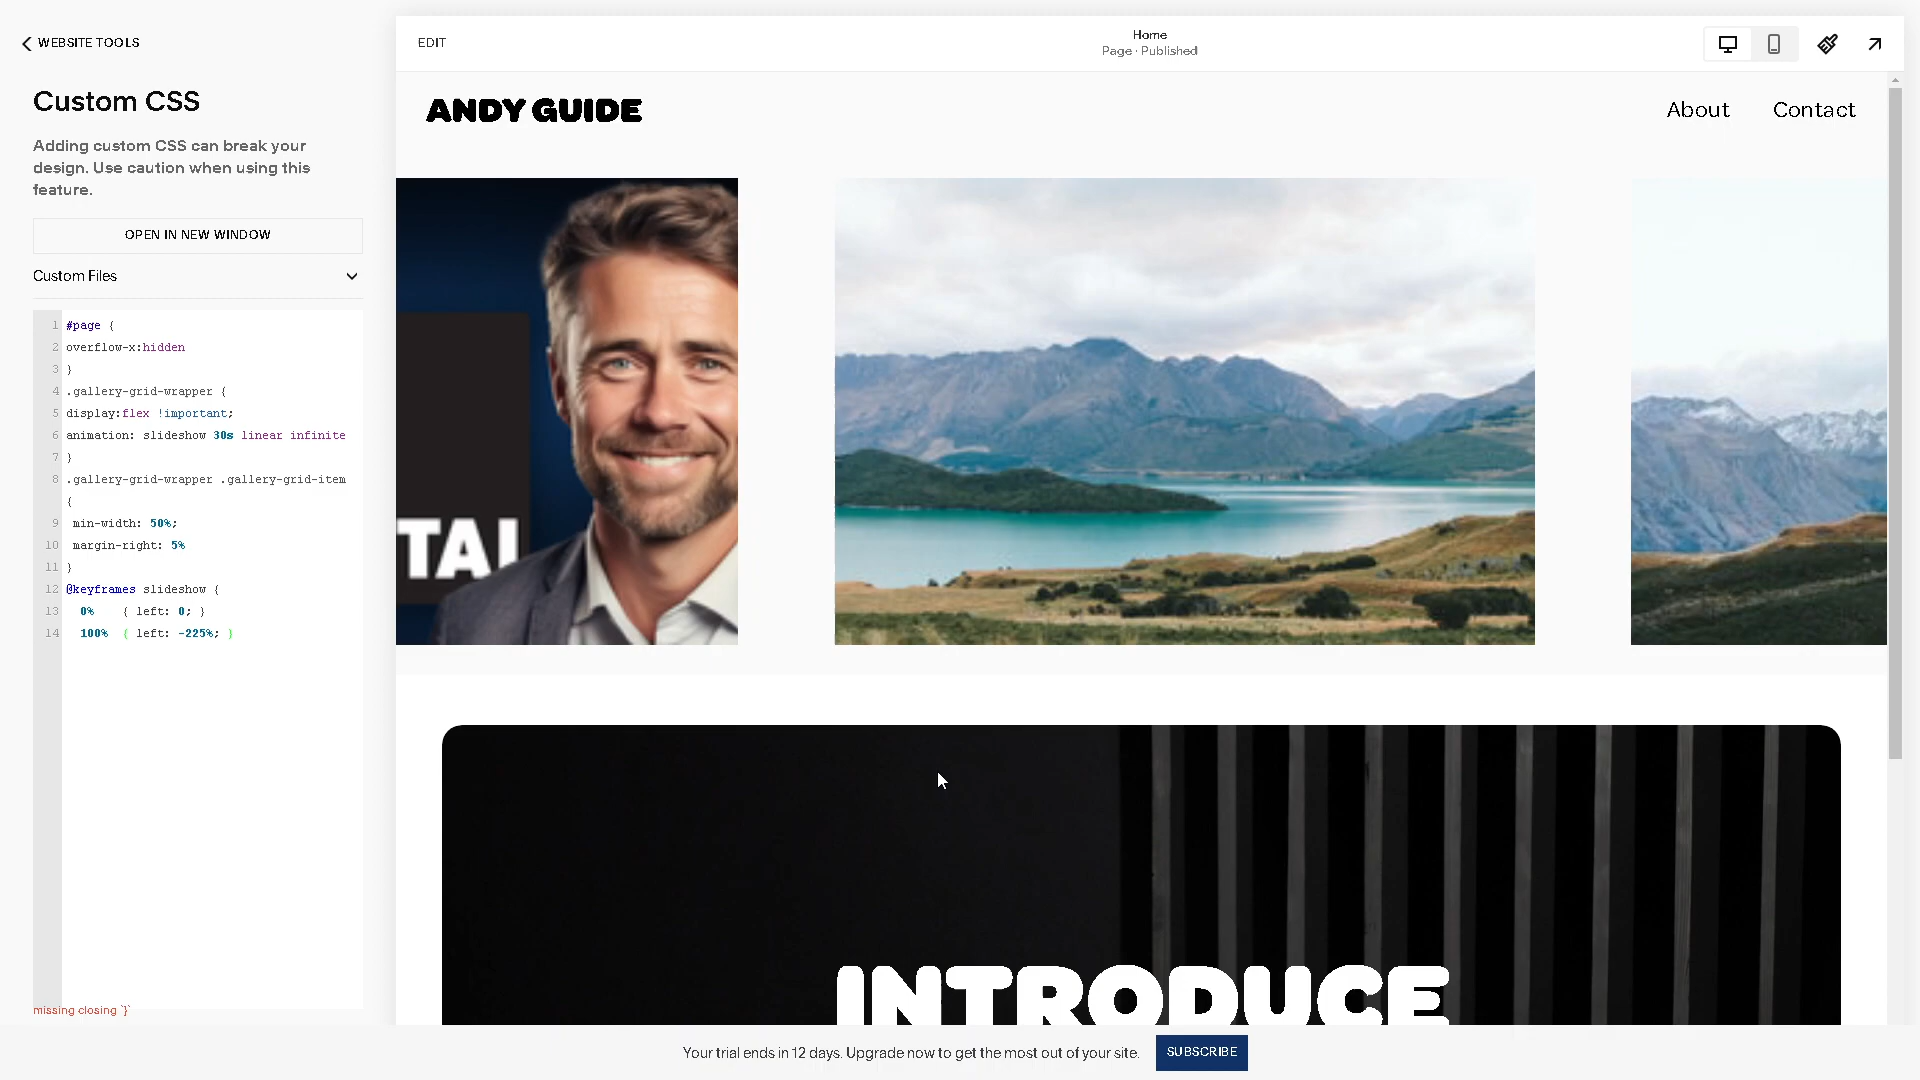 WEBSITE TOOLS
Custom CSS
Adding custom CSS can break your
design. Use caution when using this
feature.
OPEN IN NEW WINDOW
Custom Files
1 #page {
2 overflow-x:hidden
3 }
4 .gallery-grid-wrapper {
5 display:flex !important;
6 animation: slideshow 30s linear infinite
7 }
8 .gallery-grid-wrapper .gallery-grid-item
{
9 min-width: 50%;
10 margin-right: 5%
11 }
12 @keyframes slideshow {
13 0% { left: 0; }
14 100% { left: -225%; }
missing closing `}`
EDIT
Home
Page · Published
ANDY GUIDE
About
Contact
TAL
INTRODUCE
Your trial ends in 12 days. Upgrade now to get the most out of your site.
SUBSCRIBE